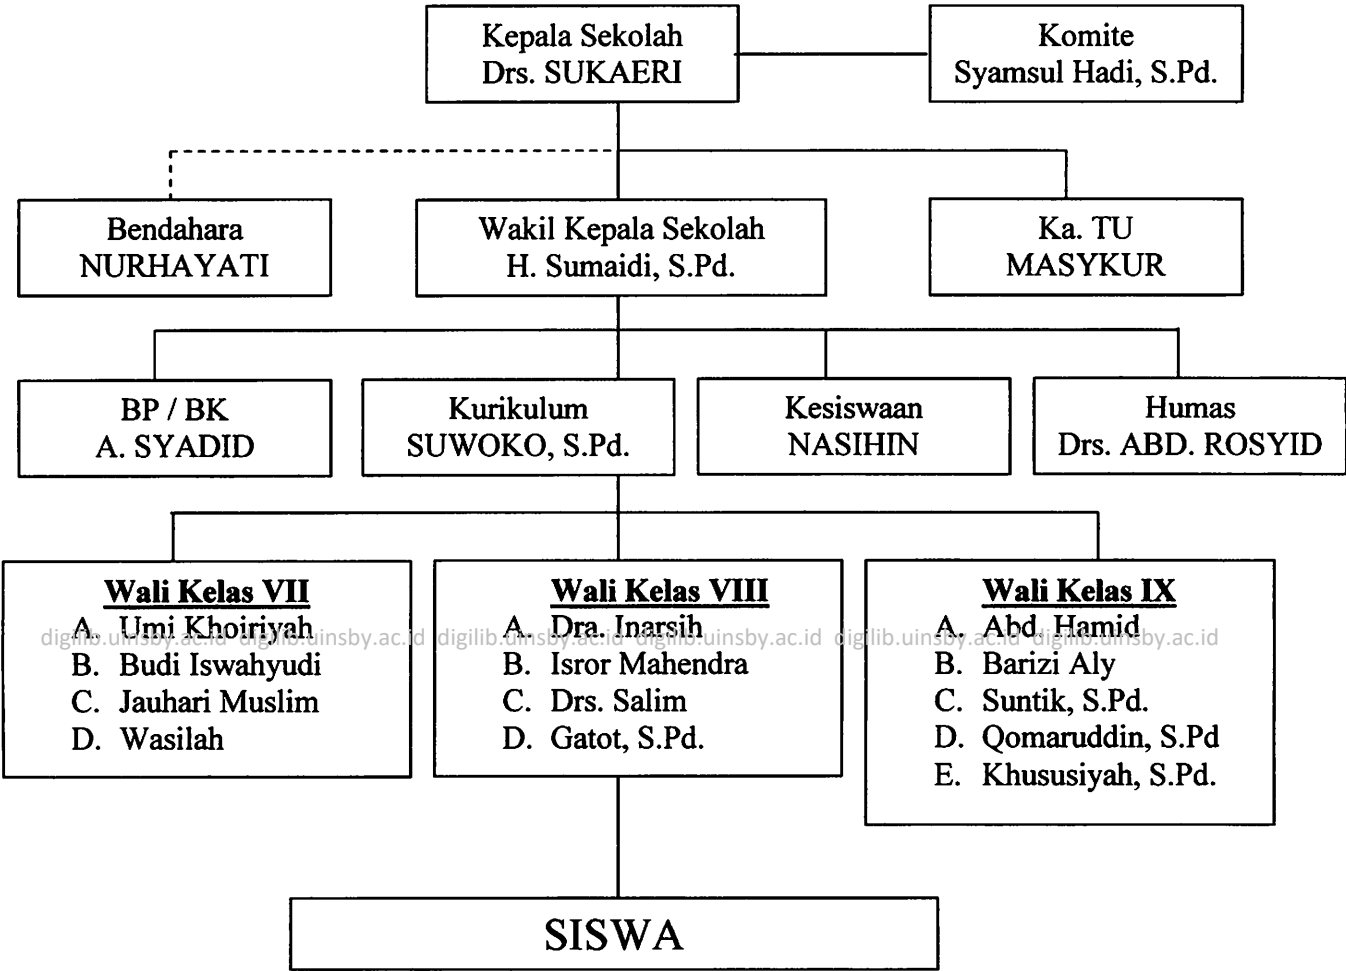 Kepala Sekolah
Drs. SUKAERI
Komite
Syamsul Hadi, S.Pd.
Bendahara
NURHAYATI
Wakil Kepala Sekolah
H. Sumaidi, S.Pd.
Ka. TU
MASYKUR
BP / BK
A. SYADID
Kurikulum
SUWOKO, S.Pd.
Kesiswaan
NASIHIN
Humas
Drs. ABD. ROSYID
Wali Kelas VII
A. Umi Khoiriyah
B. Budi Iswahyudi
C. Jauhari Muslim
D. Wasilah
Wali Kelas VIII
A. Dra. Inarsih
B. Isror Mahendra
C. Drs. Salim
D. Gatot, S.Pd.
Wali Kelas IX
A. Abd. Hamid
B. Barizi Aly
C. Suntik, S.Pd.
D. Qomaruddin, S.Pd
E. Khususiyah, S.Pd.
digilib.uinsby.ac.id digilib.uinsby.ac.id digilib.uinsby.ac.id digilib.uinsby.ac.id digilib.uinsby.ac.id digilib.uinsby.ac.id
SISWA